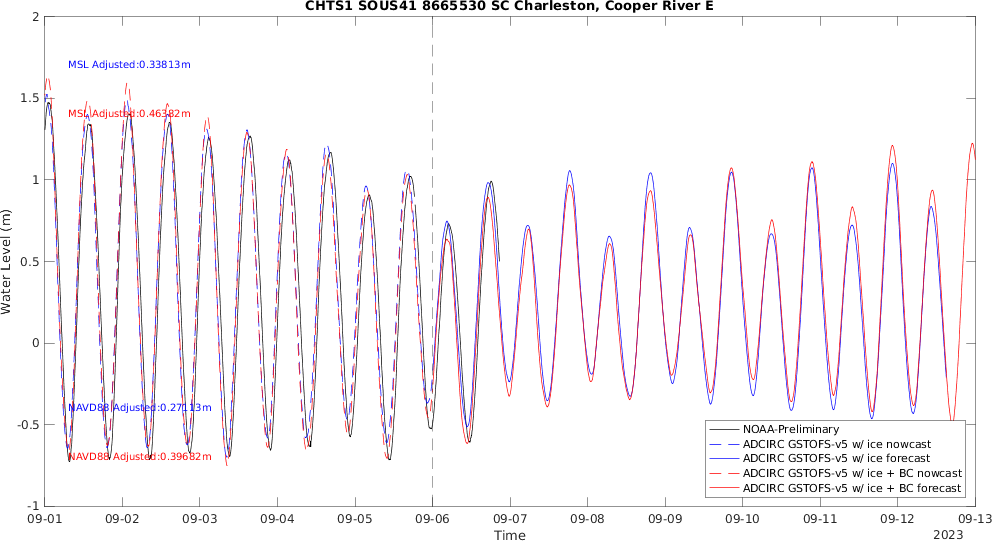 CHTS1 SOUS41 8665530 SC Charleston, Cooper River E
2
1.5
1
0.5
0
-0.5
-1
Water Level (m)
MSL Adjusted:0.33813m
MSL Adjusted:0.46382m
NAVD88 Adjusted:0.27113m
NAVD88 Adjusted:0.39682m
NOAA-Preliminary
ADCIRC GSTOFS-v5 w/ ice nowcast
ADCIRC GSTOFS-v5 w/ ice forecast
ADCIRC GSTOFS-v5 w/ ice + BC nowcast
ADCIRC GSTOFS-v5 w/ ice + BC forecast
09-01 09-02 09-03 09-04 09-05 09-06 09-07 09-08 09-09 09-10 09-11 09-12 09-13
Time
2023